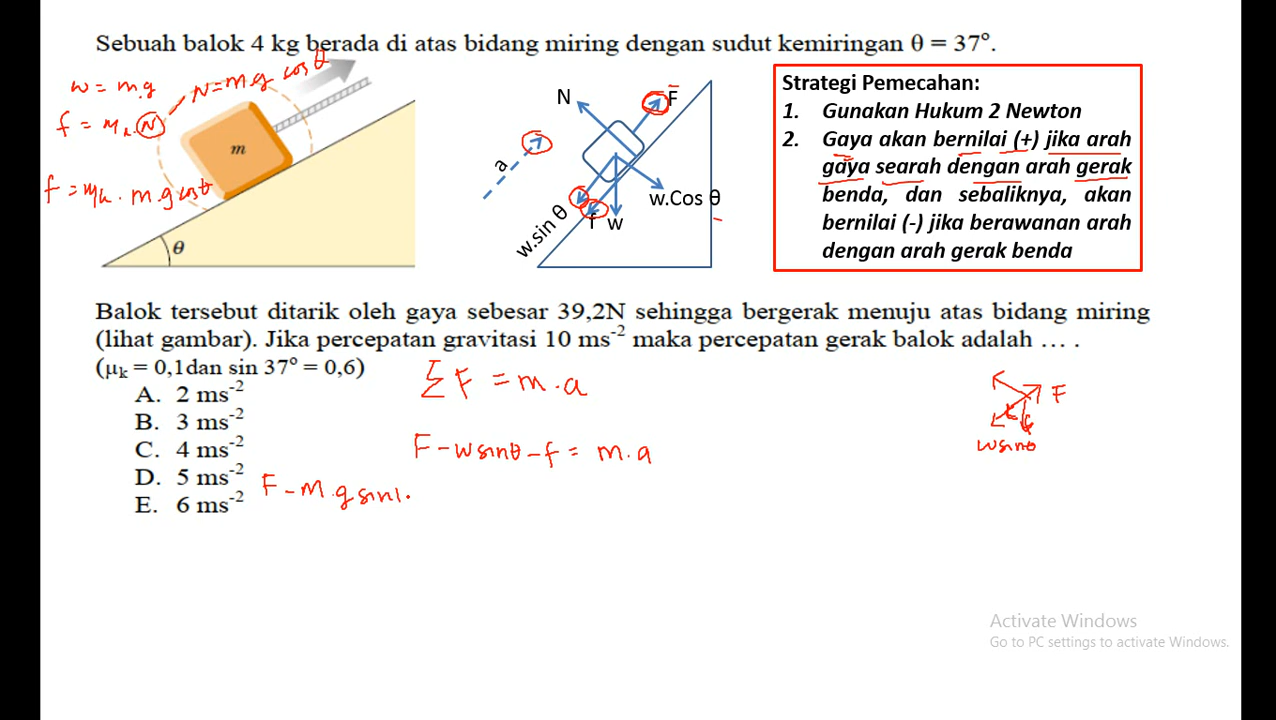 Sebuah balok 4 kg berada di atas bidang miring dengan sudut kemiringan θ = 37°.
w = m.g
N = m.g cos θ
f = μk (N)
f = μk . m.g cos θ
m
θ
N
F
a
w.sin θ
f
w
w.Cos θ
Strategi Pemecahan:
1. Gunakan Hukum 2 Newton
2. Gaya akan bernilai (+) jika arah
gaya searah dengan arah gerak
benda, dan sebaliknya, akan
bernilai (-) jika berawanan arah
dengan arah gerak benda
Balok tersebut ditarik oleh gaya sebesar 39,2N sehingga bergerak menuju atas bidang miring
(lihat gambar). Jika percepatan gravitasi 10 ms⁻² maka percepatan gerak balok adalah … .
(μk = 0,1dan sin 37° = 0,6)
A. 2 ms⁻²
B. 3 ms⁻²
C. 4 ms⁻²
D. 5 ms⁻²
E. 6 ms⁻²
ΣF = m.a
F - w sinθ - f = m.a
F - m.g sin
F
w sinθ
Activate Windows
Go to PC settings to activate Windows.